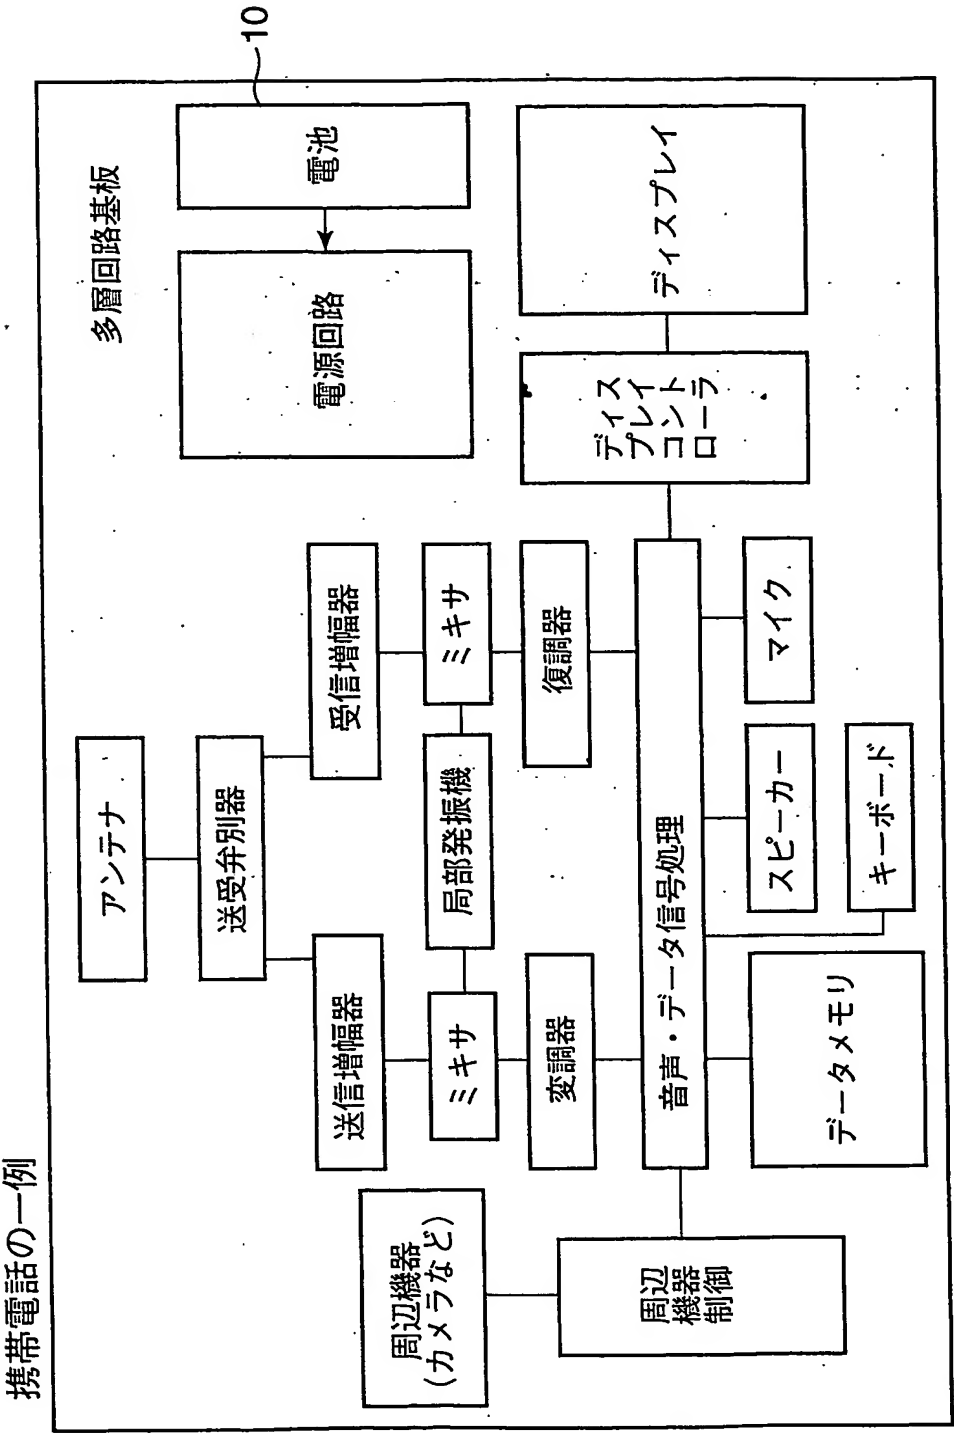 携帯電話の一例
多層回路基板
アンテナ
送受弁別器
送信増幅器
受信増幅器
周辺機器
(カメラなど)
ミキサ
局部発振機
ミキサ
変調器
復調器
電源回路
電池
10
周辺
機器
制御
音声・データ信号処理
ディス
プレイ
コント
ローラ
ディスプレイ
データメモリ
スピーカー
マイク
キーボード